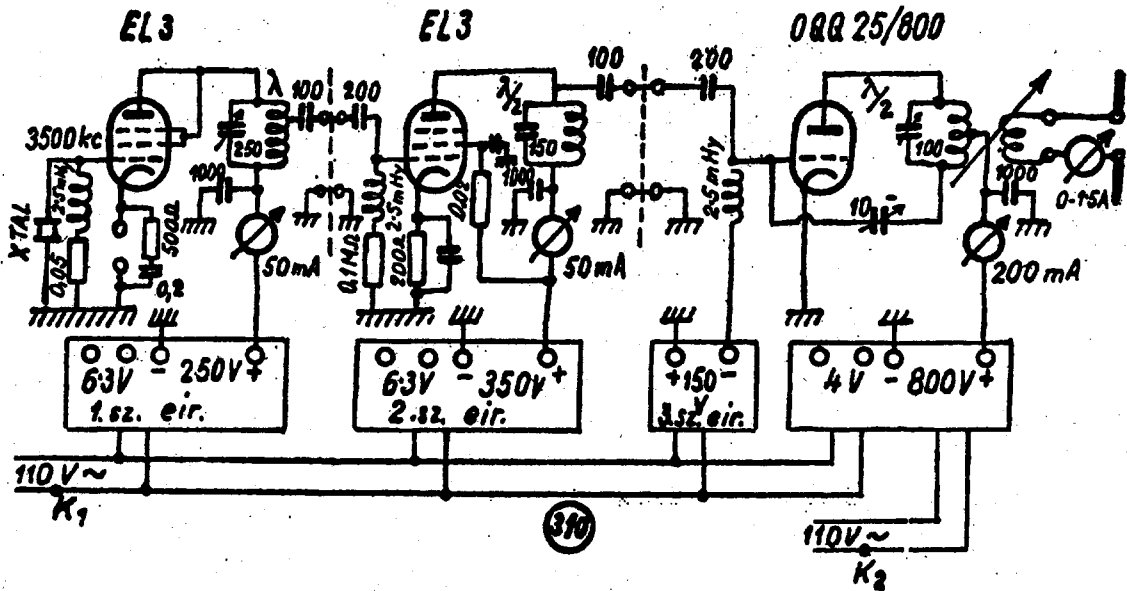 EL3
EL3
OQQ 25/800
3500kc
X-TAL
2·5mHy
0,05
500Ω
0,2
λ
250
1000
100
200
50mA
0,1MΩ
2·5mHy
200Ω
0,02
1000
λ/2
150
50mA
100
200
2·5mHy
λ/2
100
10
1000
0-1·5A
200mA
6·3V - 250V +
1. sz. eir.
6·3V - 350V +
2. sz. eir.
+ 150 V -
3. sz. eir.
4V - 800V +
110V ~
K₁
310
110V ~
K₂